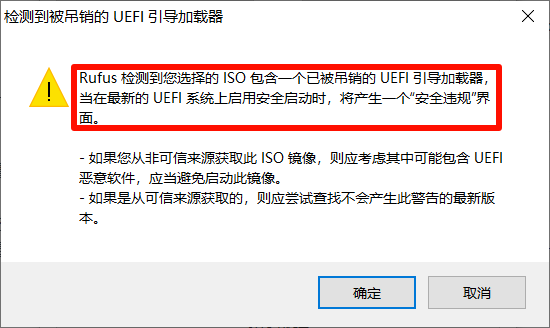 检测到被吊销的 UEFI 引导加载器
Rufus 检测到您选择的 ISO 包含一个已被吊销的 UEFI 引导加载器，
当在最新的 UEFI 系统上启用安全启动时，将产生一个“安全违规”界
面。
- 如果您从非可信来源获取此 ISO 镜像，则应考虑其中可能包含 UEFI
恶意软件，应当避免启动此镜像。
- 如果是从可信来源获取的，则应尝试查找不会产生此警告的最新版
本。
确定
取消